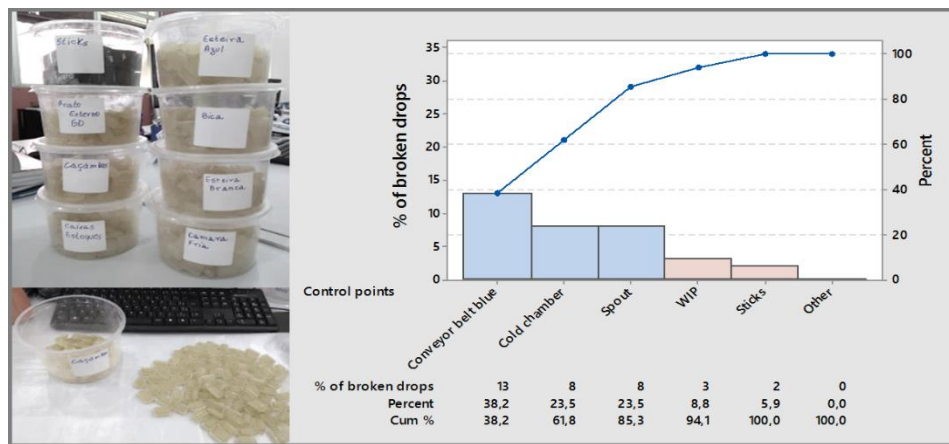 Sticks
Esteira
Azul
Prato
Externo
GD
Bica
Caçamba
Esteira
Branca
Caixas
Estoques
Camara
Fria
Caçamba
35
30
25
20
15
10
5
0
% of broken drops
100
80
60
40
20
0
Percent
Control points
Conveyor belt blue
Cold chamber
Spout
WIP
Sticks
Other
% of broken drops 13 8 8 3 2 0
Percent 38,2 23,5 23,5 8,8 5,9 0,0
Cum % 38,2 61,8 85,3 94,1 100,0 100,0